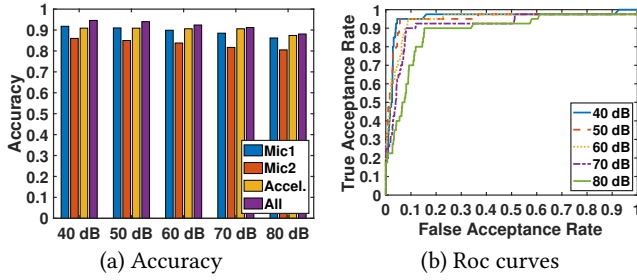 Accuracy
1
0.9
0.8
0.7
0.6
0.5
0.4
0.3
0.2
0.1
0
Mic1
Mic2
Accel.
All
40 dB 50 dB 60 dB 70 dB 80 dB
(a) Accuracy
True Acceptance Rate
1
0.9
0.8
0.7
0.6
0.5
0.4
0.3
0.2
0.1
0
40 dB
50 dB
60 dB
70 dB
80 dB
0 0.1 0.2 0.3 0.4 0.5 0.6 0.7 0.8 0.9 1
False Acceptance Rate
(b) Roc curves